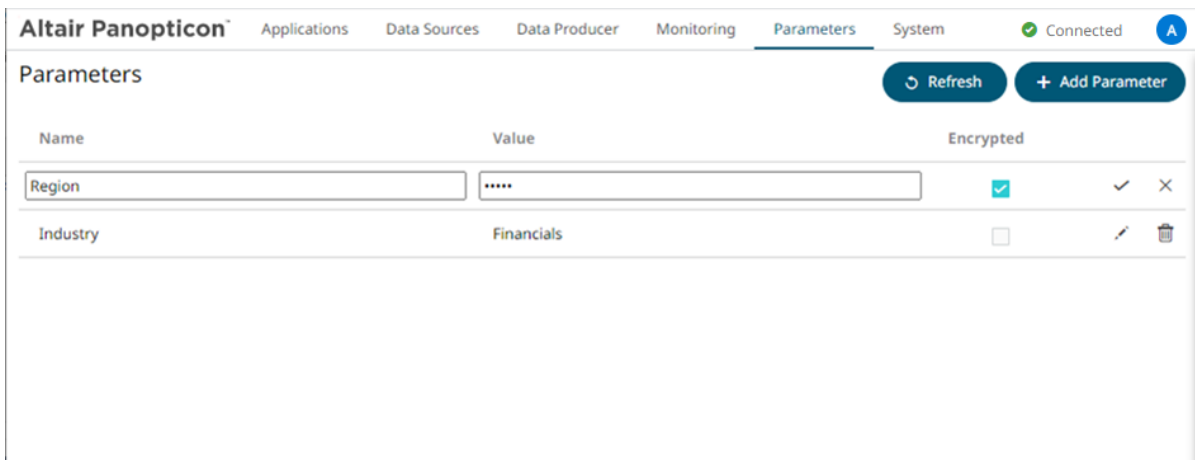 Altair Panopticon™ Applications Data Sources Data Producer Monitoring Parameters System Connected A
Parameters
Refresh + Add Parameter
Name Value Encrypted
Region •••••
Industry Financials